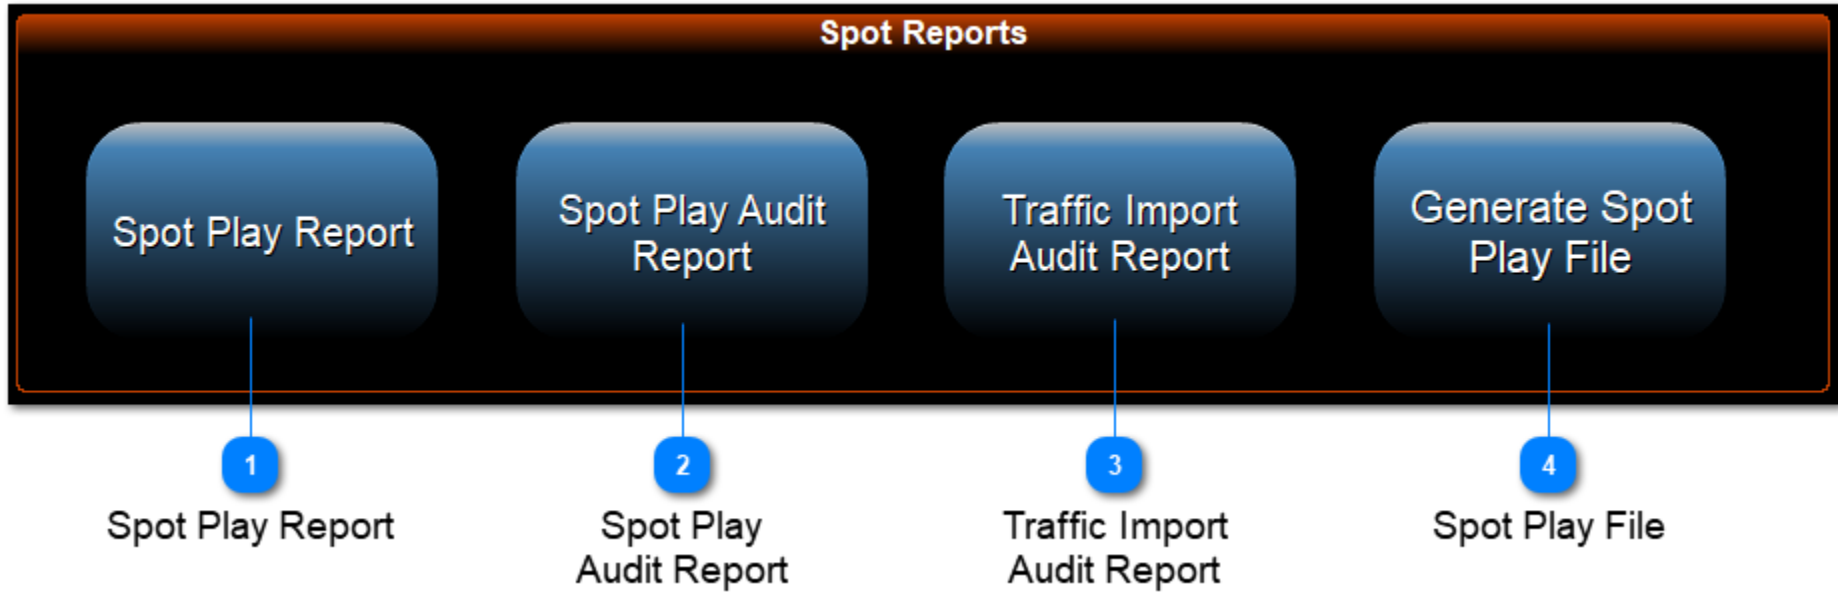 Spot Reports
Spot Play Report
Spot Play Audit
Report
Traffic Import
Audit Report
Generate Spot
Play File
1
Spot Play Report
2
Spot Play
Audit Report
3
Traffic Import
Audit Report
4
Spot Play File